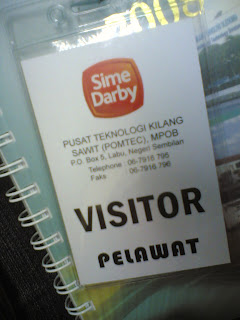 2008
Sime
Darby
PUSAT TEKNOLOGI KILANG
SAWIT (POMTEC), MPOB
P.O. Box 5, Labu, Negeri Sembilan
Telephone : 06-7916 795
Faks : 06-7916 796
VISITOR
PELAWAT